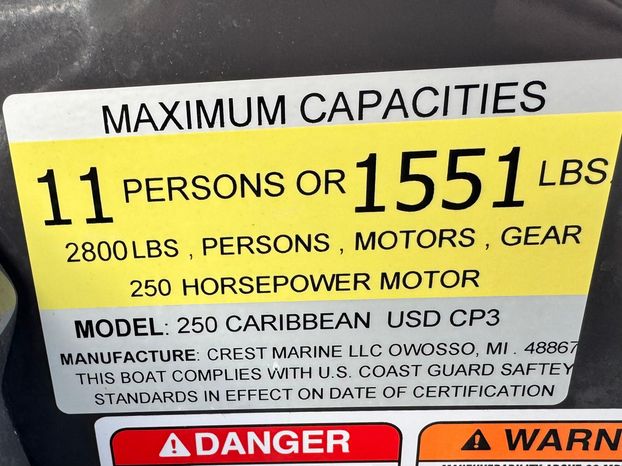 MAXIMUM CAPACITIES
11 PERSONS OR 1551 LBS.
2800 LBS , PERSONS , MOTORS , GEAR
250 HORSEPOWER MOTOR
MODEL: 250 CARIBBEAN USD CP3
MANUFACTURE: CREST MARINE LLC OWOSSO, MI . 48867
THIS BOAT COMPLIES WITH U.S. COAST GUARD SAFTEY
STANDARDS IN EFFECT ON DATE OF CERTIFICATION
DANGER
WARN